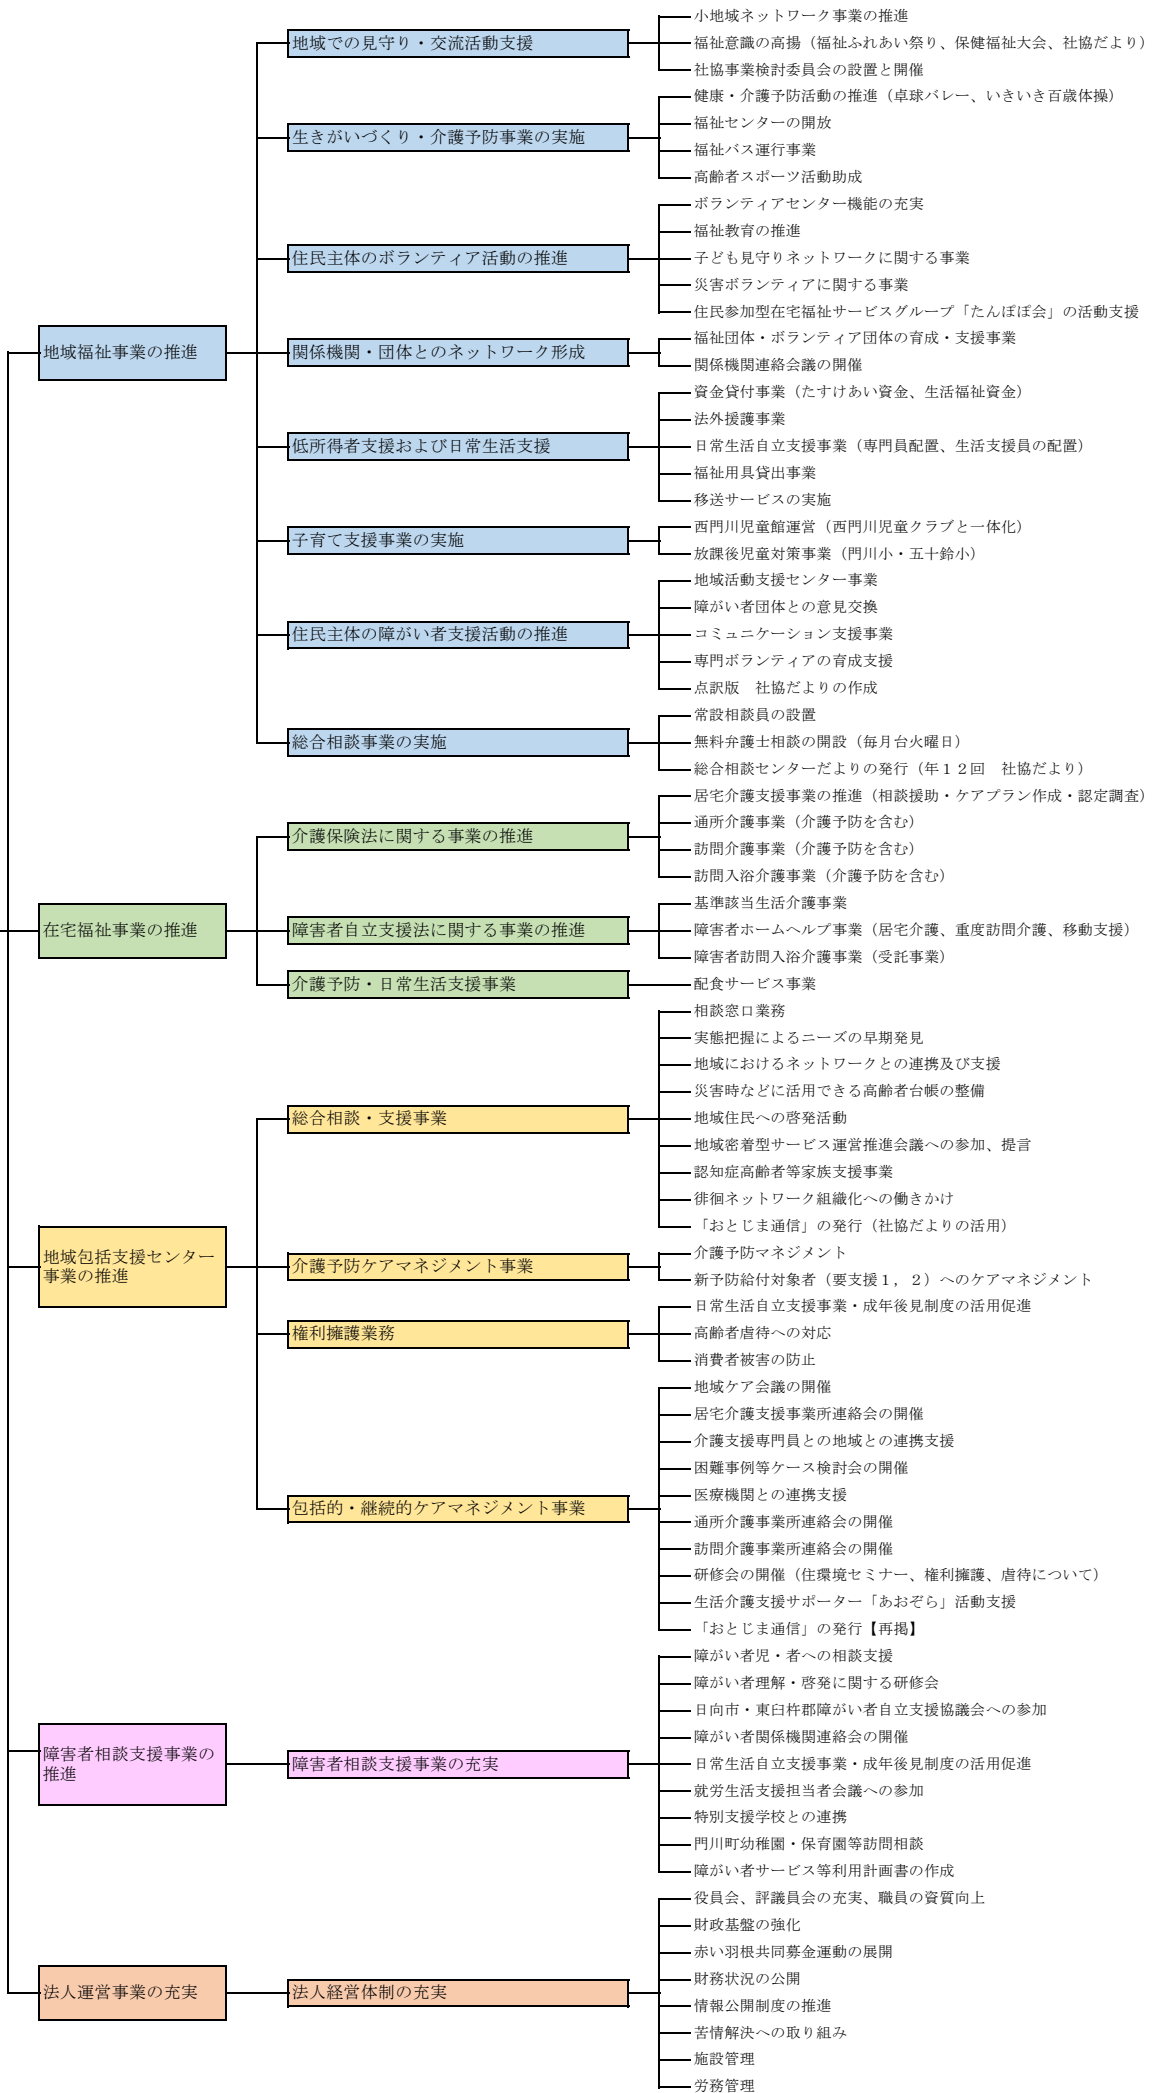 地域福祉事業の推進
地域での見守り・交流活動支援
小地域ネットワーク事業の推進
福祉意識の高揚（福祉ふれあい祭り、保健福祉大会、社協だより）
社協事業検討委員会の設置と開催
生きがいづくり・介護予防事業の実施
健康・介護予防活動の推進（卓球バレー、いきいき百歳体操）
福祉センターの開放
福祉バス運行事業
高齢者スポーツ活動助成
住民主体のボランティア活動の推進
ボランティアセンター機能の充実
福祉教育の推進
子ども見守りネットワークに関する事業
災害ボランティアに関する事業
住民参加型在宅福祉サービスグループ「たんぽぽ会」の活動支援
関係機関・団体とのネットワーク形成
福祉団体・ボランティア団体の育成・支援事業
関係機関連絡会議の開催
低所得者支援および日常生活支援
資金貸付事業（たすけあい資金、生活福祉資金）
法外援護事業
日常生活自立支援事業（専門員配置、生活支援員の配置）
福祉用具貸出事業
移送サービスの実施
子育て支援事業の実施
西門川児童館運営（西門川児童クラブと一体化）
放課後児童対策事業（門川小・五十鈴小）
住民主体の障がい者支援活動の推進
地域活動支援センター事業
障がい者団体との意見交換
コミュニケーション支援事業
専門ボランティアの育成支援
点訳版　社協だよりの作成
総合相談事業の実施
常設相談員の設置
無料弁護士相談の開設（毎月台火曜日）
総合相談センターだよりの発行（年１２回　社協だより）
在宅福祉事業の推進
介護保険法に関する事業の推進
居宅介護支援事業の推進（相談援助・ケアプラン作成・認定調査）
通所介護事業（介護予防を含む）
訪問介護事業（介護予防を含む）
訪問入浴介護事業（介護予防を含む）
障害者自立支援法に関する事業の推進
基準該当生活介護事業
障害者ホームヘルプ事業（居宅介護、重度訪問介護、移動支援）
障害者訪問入浴介護事業（受託事業）
介護予防・日常生活支援事業
配食サービス事業
地域包括支援センター
事業の推進
総合相談・支援事業
相談窓口業務
実態把握によるニーズの早期発見
地域におけるネットワークとの連携及び支援
災害時などに活用できる高齢者台帳の整備
地域住民への啓発活動
地域密着型サービス運営推進会議への参加、提言
認知症高齢者等家族支援事業
徘徊ネットワーク組織化への働きかけ
「おとじま通信」の発行（社協だよりの活用）
介護予防ケアマネジメント事業
介護予防マネジメント
新予防給付対象者（要支援１，２）へのケアマネジメント
権利擁護業務
日常生活自立支援事業・成年後見制度の活用促進
高齢者虐待への対応
消費者被害の防止
包括的・継続的ケアマネジメント事業
地域ケア会議の開催
居宅介護支援事業所連絡会の開催
介護支援専門員との地域との連携支援
困難事例等ケース検討会の開催
医療機関との連携支援
通所介護事業所連絡会の開催
訪問介護事業所連絡会の開催
研修会の開催（住環境セミナー、権利擁護、虐待について）
生活介護支援サポーター「あおぞら」活動支援
「おとじま通信」の発行【再掲】
障害者相談支援事業の
推進
障害者相談支援事業の充実
障がい者児・者への相談支援
障がい者理解・啓発に関する研修会
日向市・東臼杵郡障がい者自立支援協議会への参加
障がい者関係機関連絡会の開催
日常生活自立支援事業・成年後見制度の活用促進
就労生活支援担当者会議への参加
特別支援学校との連携
門川町幼稚園・保育園等訪問相談
障がい者サービス等利用計画書の作成
法人運営事業の充実
法人経営体制の充実
役員会、評議員会の充実、職員の資質向上
財政基盤の強化
赤い羽根共同募金運動の展開
財務状況の公開
情報公開制度の推進
苦情解決への取り組み
施設管理
労務管理